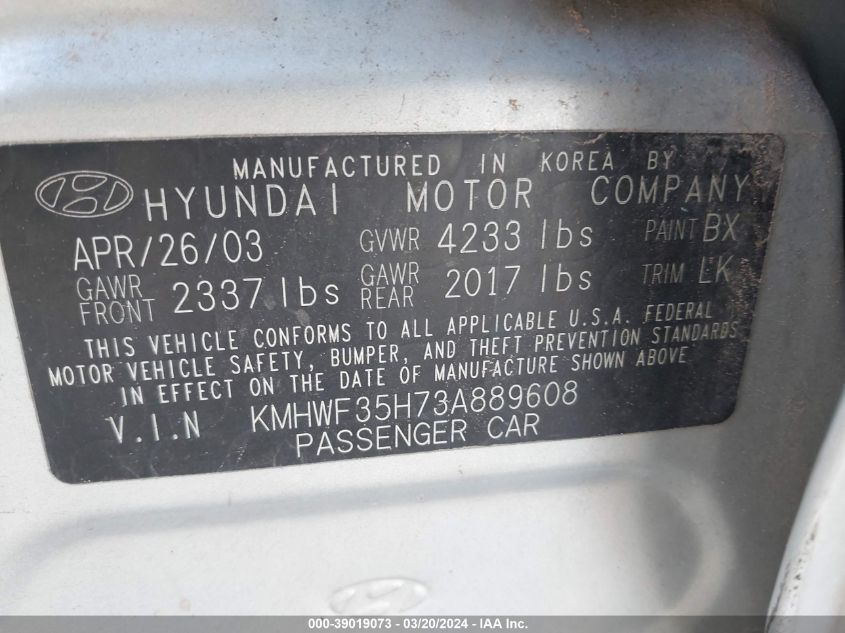 MANUFACTURED IN KOREA BY
HYUNDAI MOTOR COMPANY
APR/26/03 GVWR 4233 lbs PAINT BX
GAWR FRONT 2337 lbs GAWR REAR 2017 lbs TRIM LK
THIS VEHICLE CONFORMS TO ALL APPLICABLE U.S.A. FEDERAL
MOTOR VEHICLE SAFETY, BUMPER, AND THEFT PREVENTION STANDARDS
IN EFFECT ON THE DATE OF MANUFACTURE SHOWN ABOVE
V.I.N KMHWF35H73A889608
PASSENGER CAR
000-39019073 - 03/20/2024 - IAA Inc.